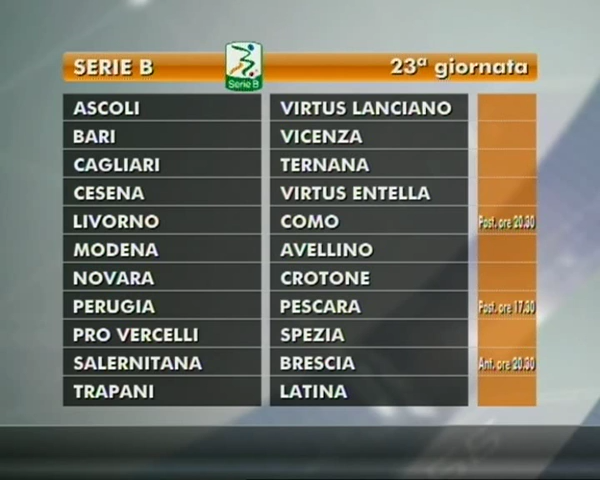 SERIE B Serie B 23ª giornata
ASCOLI VIRTUS LANCIANO
BARI VICENZA
CAGLIARI TERNANA
CESENA VIRTUS ENTELLA
LIVORNO COMO Post. ore 20.30
MODENA AVELLINO
NOVARA CROTONE
PERUGIA PESCARA Post. ore 17.30
PRO VERCELLI SPEZIA
SALERNITANA BRESCIA Ant. ore 20.30
TRAPANI LATINA